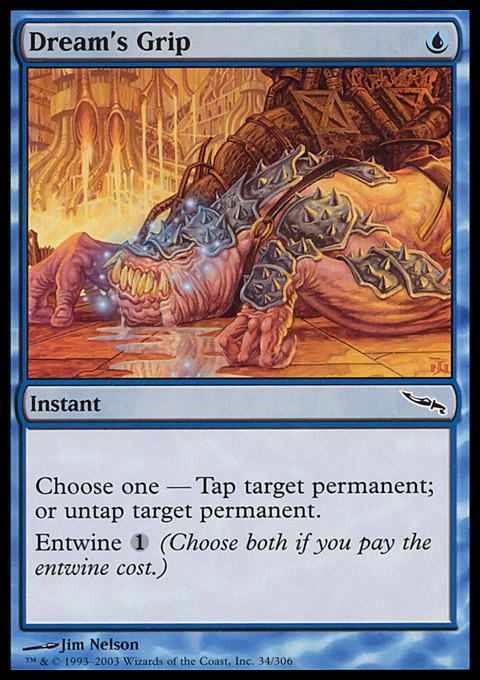 Dream's Grip
Instant
Choose one — Tap target permanent;
or untap target permanent.
Entwine 1 (Choose both if you pay the
entwine cost.)
Jim Nelson
™ & © 1993–2003 Wizards of the Coast, Inc. 34/306